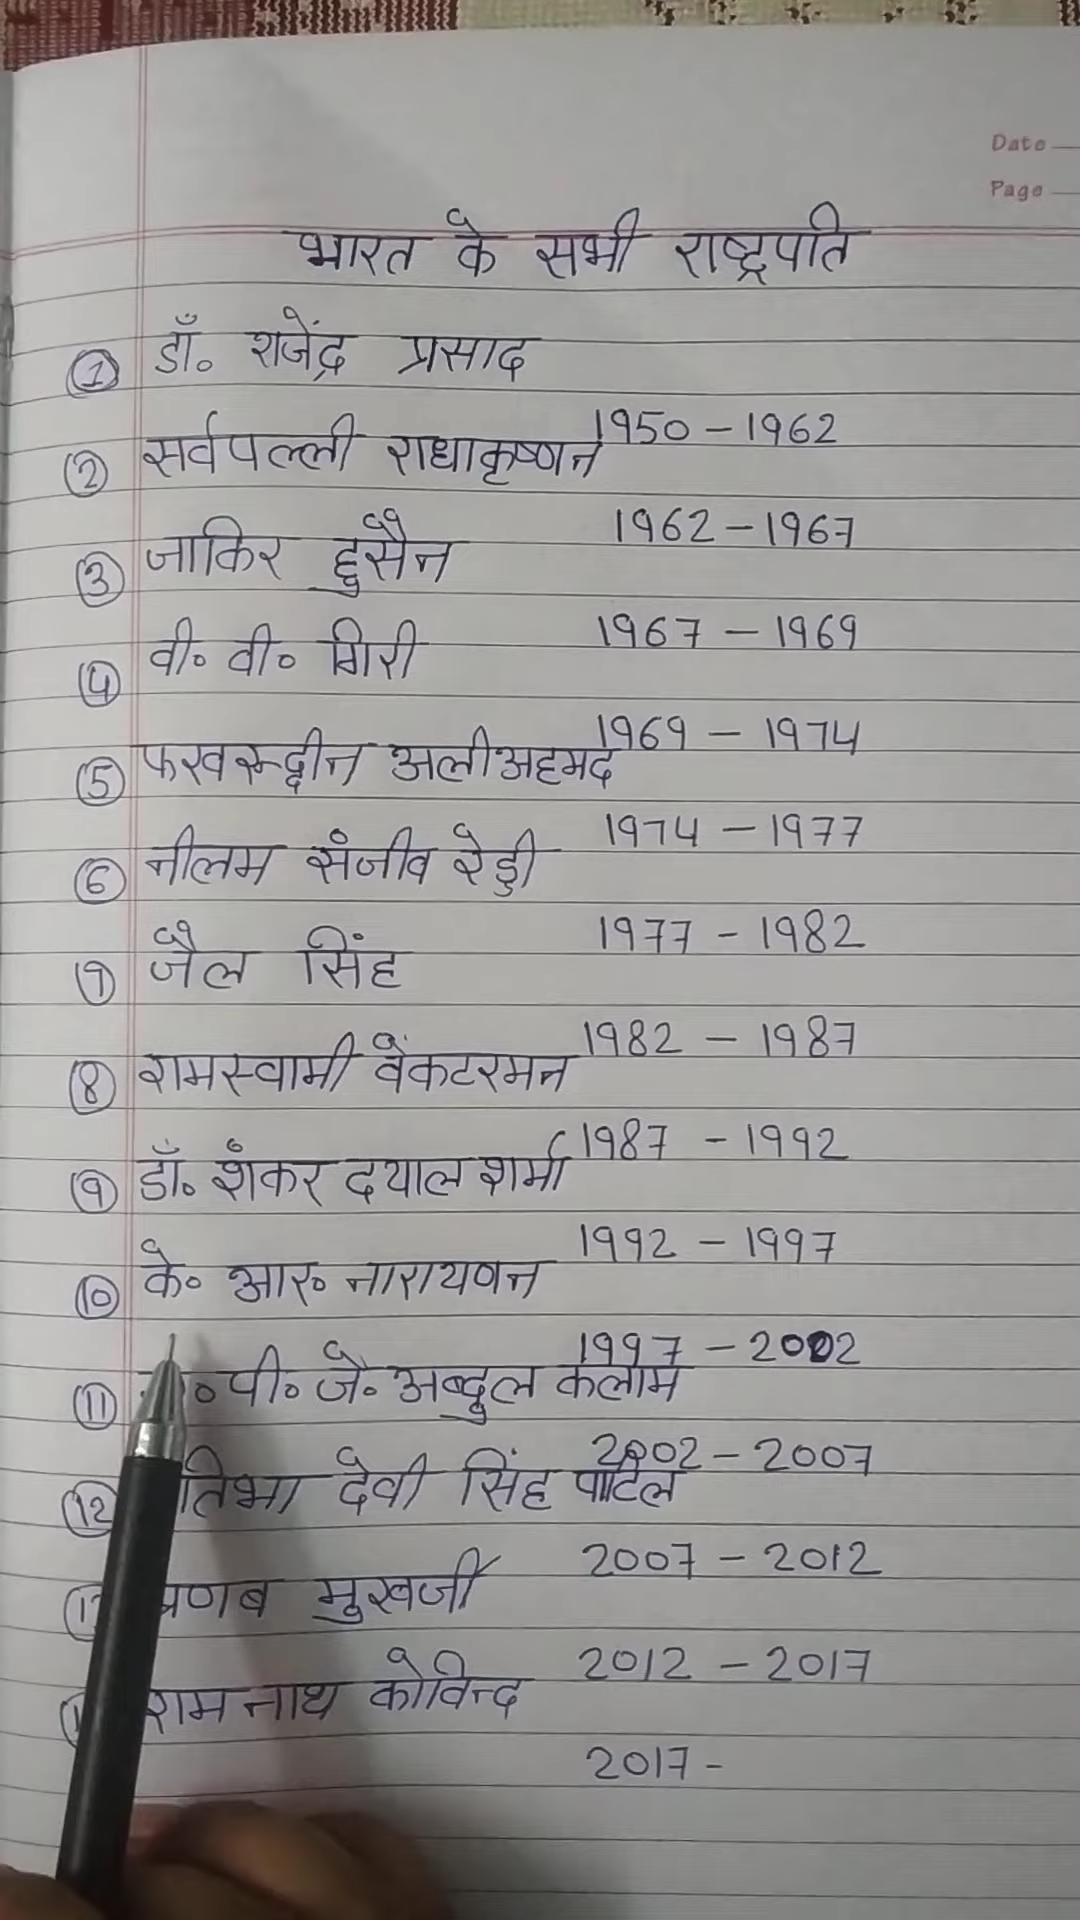 Date
Page
भारत के सभी राष्ट्रपति
① डॉ. राजेंद्र प्रसाद
1950 - 1962
② सर्वपल्ली राधाकृष्णन
1962 - 1967
③ जाकिर हुसैन
1967 - 1969
④ वी. वी. गिरी
1969 - 1974
⑤ फखरुद्दीन अली अहमद
1974 - 1977
⑥ नीलम संजीव रेड्डी
1977 - 1982
⑦ जैल सिंह
1982 - 1987
⑧ रामस्वामी वेंकटरमन
1987 - 1992
⑨ डॉ. शंकर दयाल शर्मा
1992 - 1997
⑩ के. आर. नारायणन
1997 - 2002
⑪ पी. जे. अब्दुल कलाम
2002 - 2007
⑫ देवी सिंह पाटिल
2007 - 2012
प्रणब मुखर्जी
2012 - 2017
रामनाथ कोविन्द
2017 -